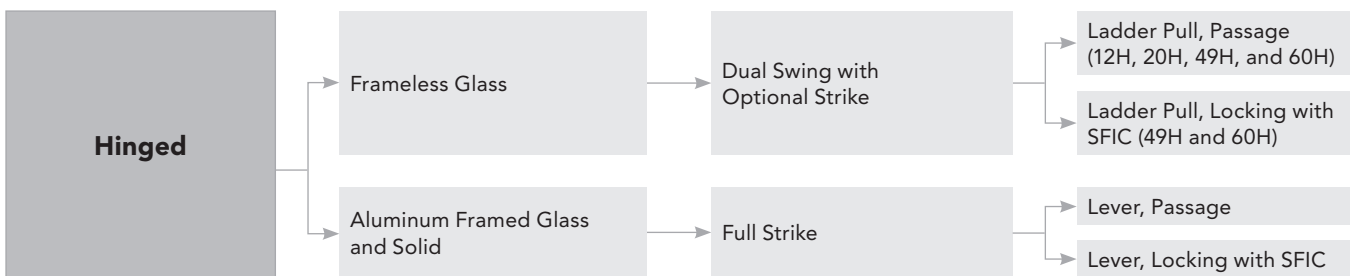 Hinged
Frameless Glass
Dual Swing with
Optional Strike
Ladder Pull, Passage
(12H, 20H, 49H, and 60H)
Ladder Pull, Locking with
SFIC (49H and 60H)
Aluminum Framed Glass
and Solid
Full Strike
Lever, Passage
Lever, Locking with SFIC